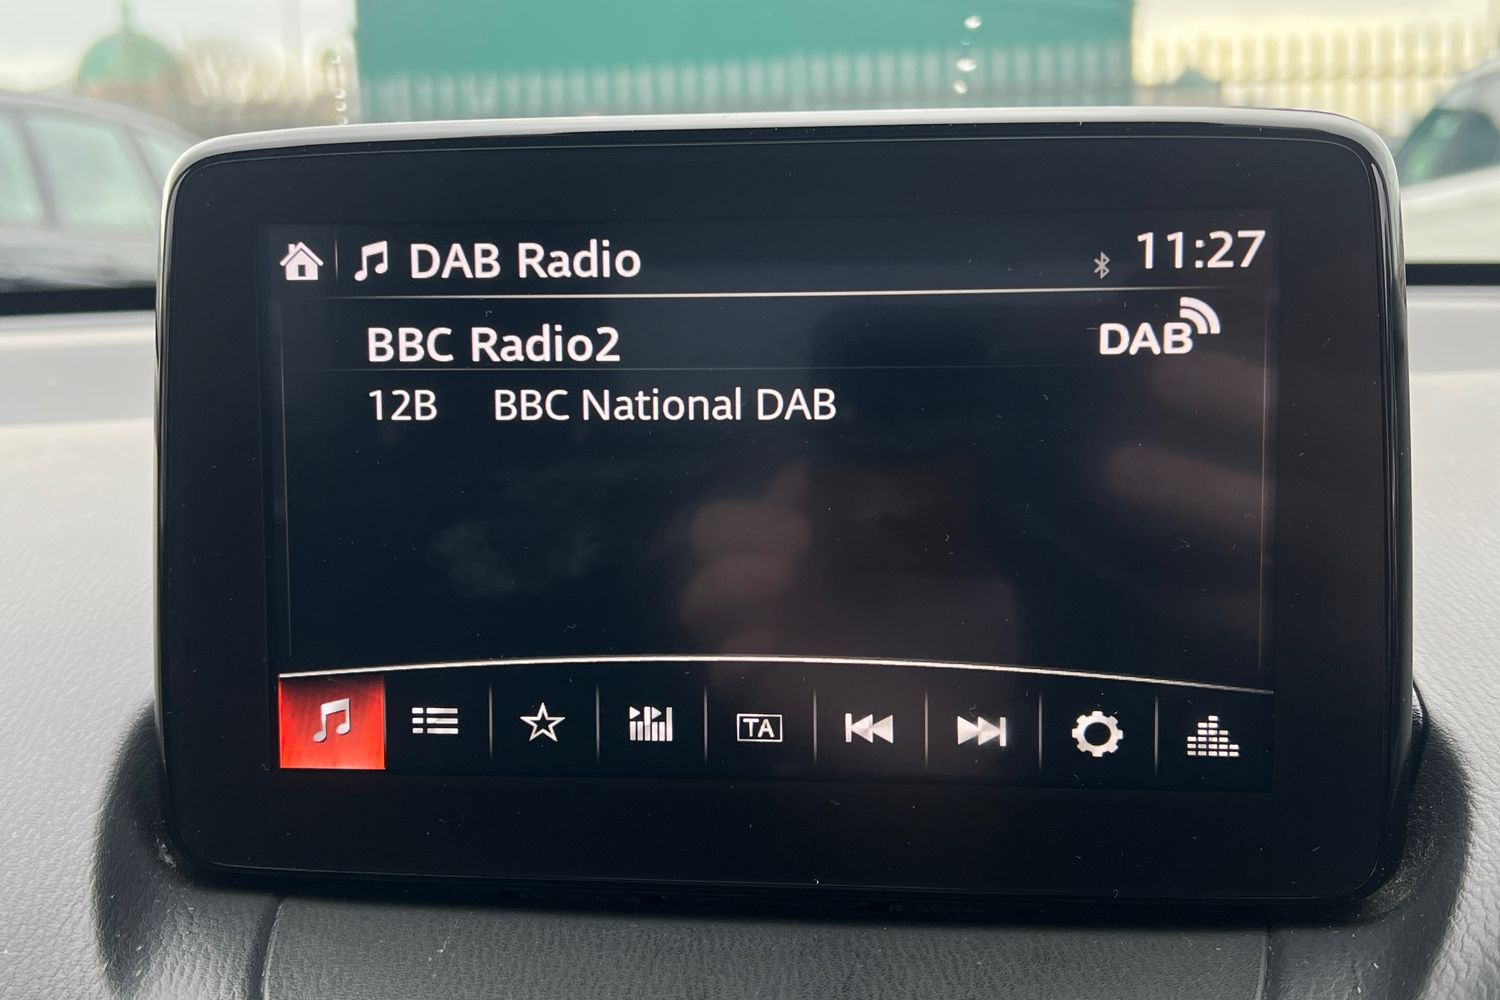 DAB Radio 11:27
BBC Radio2 DAB
12B BBC National DAB
TA